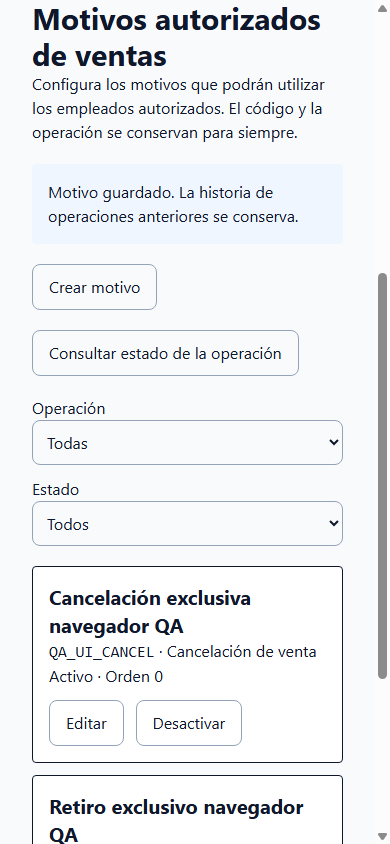 Motivos autorizados
de ventas
Configura los motivos que podrán utilizar
los empleados autorizados. El código y la
operación se conservan para siempre.
Motivo guardado. La historia de
operaciones anteriores se conserva.
Crear motivo
Consultar estado de la operación
Operación
Todas
Estado
Todos
Cancelación exclusiva
navegador QA
QA_UI_CANCEL · Cancelación de venta
Activo · Orden 0
Editar Desactivar
Retiro exclusivo navegador
QA